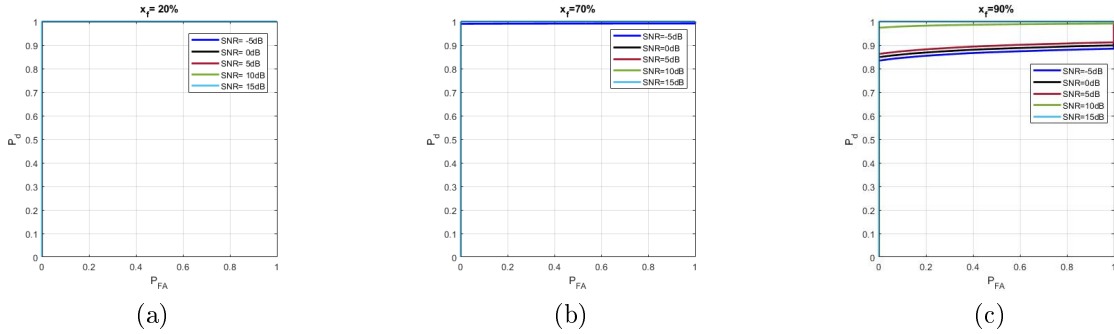 x_f= 20%
SNR= -5dB
SNR= 0dB
SNR= 5dB
SNR= 10dB
SNR= 15dB
P_d
1
0.9
0.8
0.7
0.6
0.5
0.4
0.3
0.2
0.1
0
0
0.2
0.4
0.6
0.8
1
P_FA
(a)
x_f=70%
SNR=-5dB
SNR=0dB
SNR=5dB
SNR=10dB
SNR=15dB
P_d
1
0.9
0.8
0.7
0.6
0.5
0.4
0.3
0.2
0.1
0
0
0.2
0.4
0.6
0.8
1
P_FA
(b)
x_f=90%
SNR=-5dB
SNR=0dB
SNR=5dB
SNR=10dB
SNR=15dB
P_d
1
0.9
0.8
0.7
0.6
0.5
0.4
0.3
0.2
0.1
0
0
0.2
0.4
0.6
0.8
1
P_FA
(c)